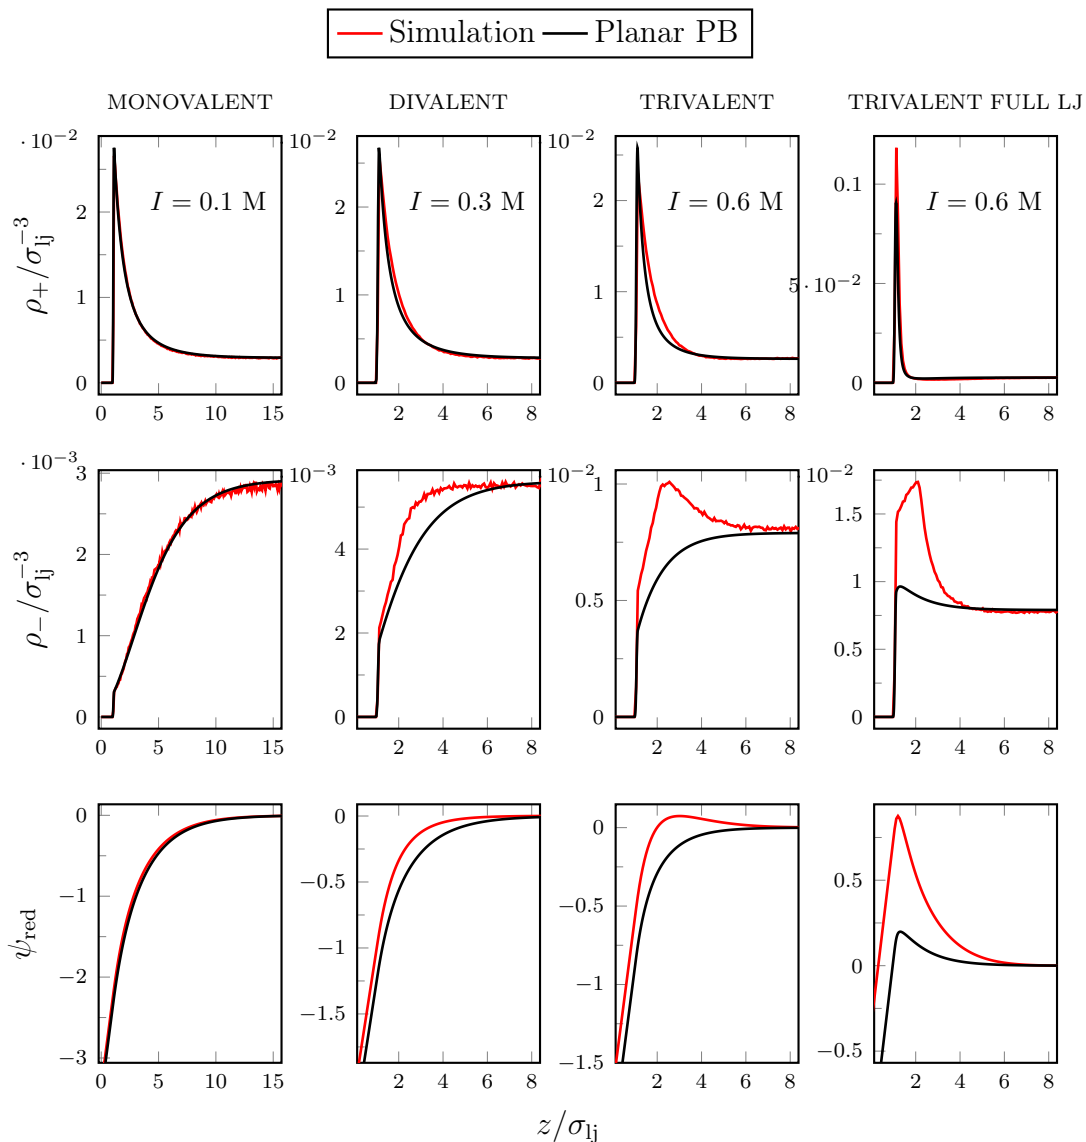 Simulation Planar PB
MONOVALENT DIVALENT TRIVALENT TRIVALENT FULL LJ
·10⁻² 10⁻² 10⁻²
ρ₊/σ_lj⁻³
2
1
0
0 5 10 15
I = 0.1 M
2
1
0
2 4 6 8
I = 0.3 M
2
1
0
2 4 6 8
I = 0.6 M
0.1
5·10⁻²
0
2 4 6 8
I = 0.6 M
·10⁻³ 10⁻³ 10⁻² 10⁻²
ρ₋/σ_lj⁻³
3
2
1
0
0 5 10 15
4
2
0
2 4 6 8
1
0.5
0
2 4 6 8
1.5
1
0.5
0
2 4 6 8
ψ_red
0
−1
−2
−3
0 5 10 15
0
−0.5
−1
−1.5
2 4 6 8
0
−0.5
−1
−1.5
2 4 6 8
0.5
0
−0.5
2 4 6 8
z/σ_lj